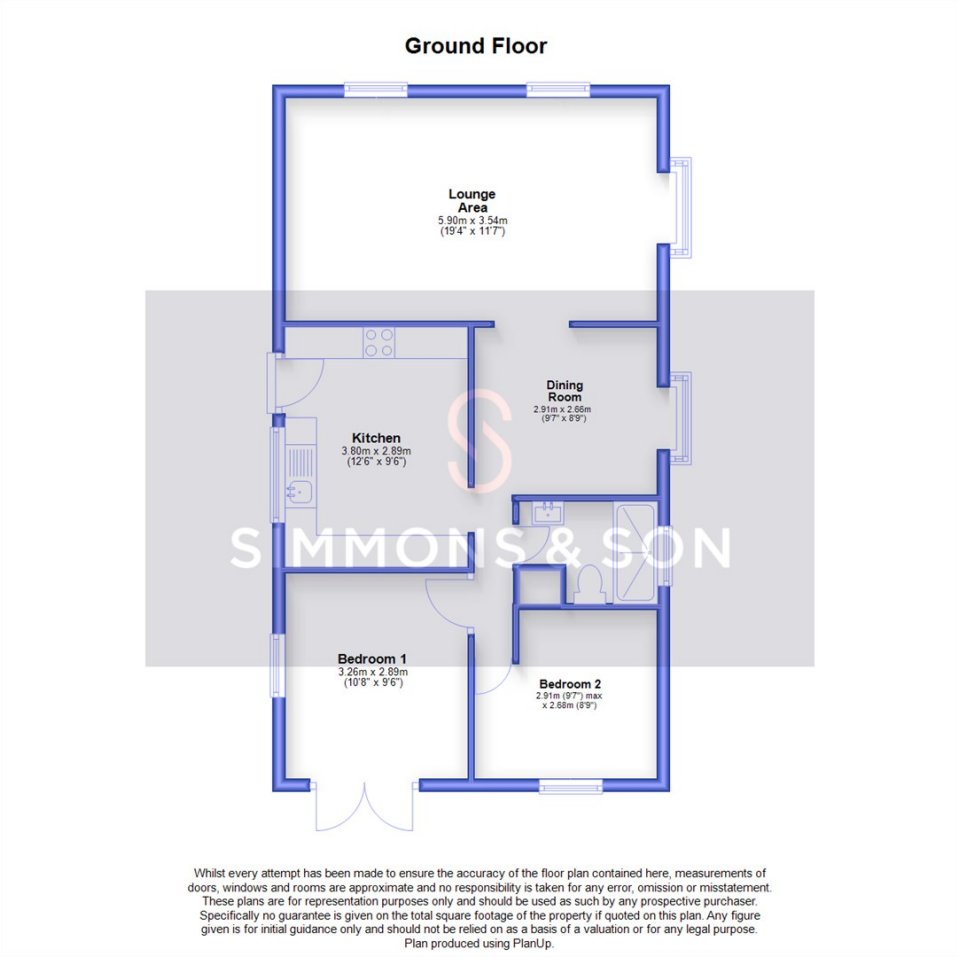 Ground Floor
Lounge
Area
5.90m x 3.54m
(19'4" x 11'7")
Dining
Room
2.91m x 2.66m
(9'7" x 8'9")
Kitchen
3.80m x 2.89m
(12'6" x 9'6")
SIMMONS & SON
Bedroom 1
3.26m x 2.89m
(10'8" x 9'6")
Bedroom 2
2.91m (9'7") max
x 2.68m (8'9")
Whilst every attempt has been made to ensure the accuracy of the floor plan contained here, measurements of
doors, windows and rooms are approximate and no responsibility is taken for any error, omission or misstatement.
These plans are for representation purposes only and should be used as such by any prospective purchaser.
Specifically no guarantee is given on the total square footage of the property if quoted on this plan. Any figure
given is for initial guidance only and should not be relied on as a basis of a valuation or for any legal purpose.
Plan produced using PlanUp.